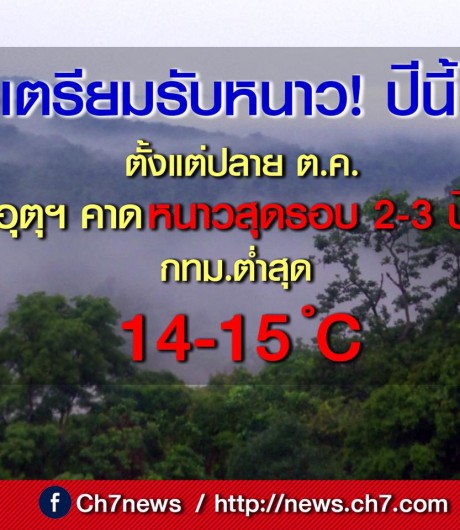 เตรียมรับหนาว! ปีนี้
ตั้งแต่ปลาย ต.ค.
อุตุฯ คาดหนาวสุดรอบ 2-3
กทม.ต่ำสุด
14-15 °C
f Ch7news / http://news.ch7.com